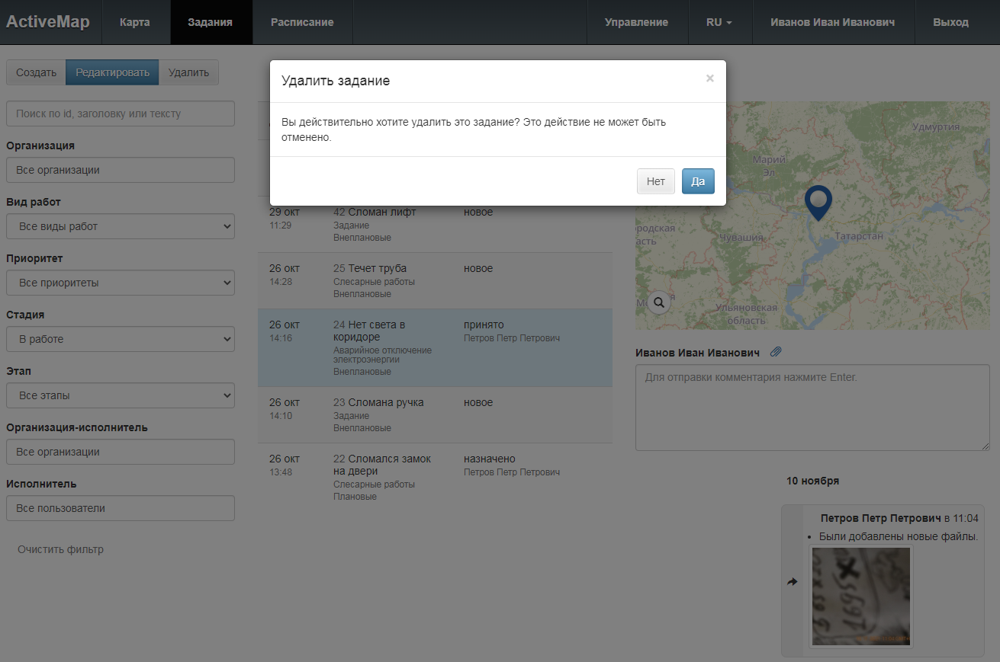 ActiveMap
Карта
Задания
Расписание
Управление
RU
Иванов Иван Иванович
Выход
Создать
Редактировать
Удалить
Поиск по id, заголовку или тексту
Организация
Все организации
Вид работ
Все виды работ
Приоритет
Все приоритеты
Стадия
В работе
Этап
Все этапы
Организация-исполнитель
Все организации
Исполнитель
Все пользователи
Очистить фильтр
Удалить задание
×
Вы действительно хотите удалить это задание? Это действие не может быть
отменено.
Нет
Да
29 окт
11:29
42 Сломан лифт
Задание
Внеплановые
новое
26 окт
14:28
25 Течет труба
Слесарные работы
Внеплановые
новое
26 окт
14:16
24 Нет света в
коридоре
Аварийное отключение
электроэнергии
Внеплановые
принято
Петров Петр Петрович
26 окт
14:10
23 Сломана ручка
Задание
Внеплановые
новое
26 окт
13:48
22 Сломался замок
на двери
Слесарные работы
Плановые
назначено
Петров Петр Петрович
Удмуртия
Марий
Эл
родская
асть
Чувашия
Татарстан
Ульяновская
область
Иванов Иван Иванович
Для отправки комментария нажмите Enter.
10 ноября
Петров Петр Петрович в 11:04
Были добавлены новые файлы.
1695